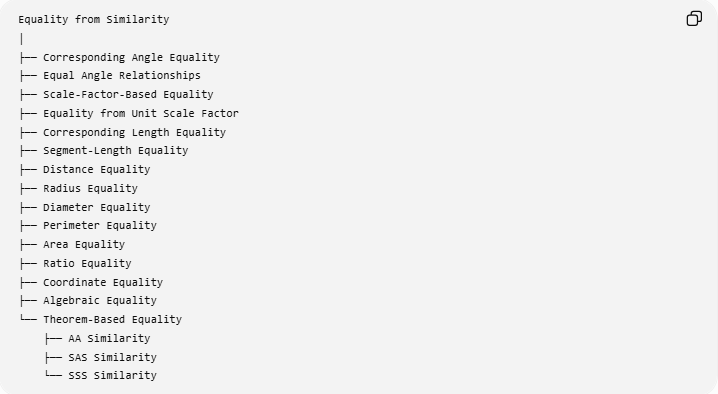 Equality from Similarity
│
├── Corresponding Angle Equality
├── Equal Angle Relationships
├── Scale-Factor-Based Equality
├── Equality from Unit Scale Factor
├── Corresponding Length Equality
├── Segment-Length Equality
├── Distance Equality
├── Radius Equality
├── Diameter Equality
├── Perimeter Equality
├── Area Equality
├── Ratio Equality
├── Coordinate Equality
├── Algebraic Equality
└── Theorem-Based Equality
    ├── AA Similarity
    ├── SAS Similarity
    └── SSS Similarity